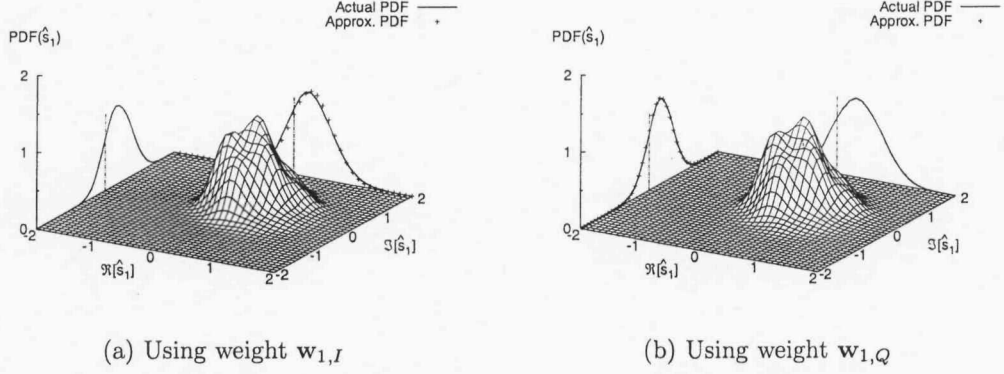 Actual PDF
Approx. PDF
PDF(ŝ₁)
2
1
0
-2
-1
0
1
2
ℜ[ŝ₁]
-2
-1
0
1
2
ℑ[ŝ₁]
(a) Using weight w₁,I
Actual PDF
Approx. PDF
PDF(ŝ₁)
2
1
0
-2
-1
0
1
2
ℜ[ŝ₁]
-2
-1
0
1
2
ℑ[ŝ₁]
(b) Using weight w₁,Q